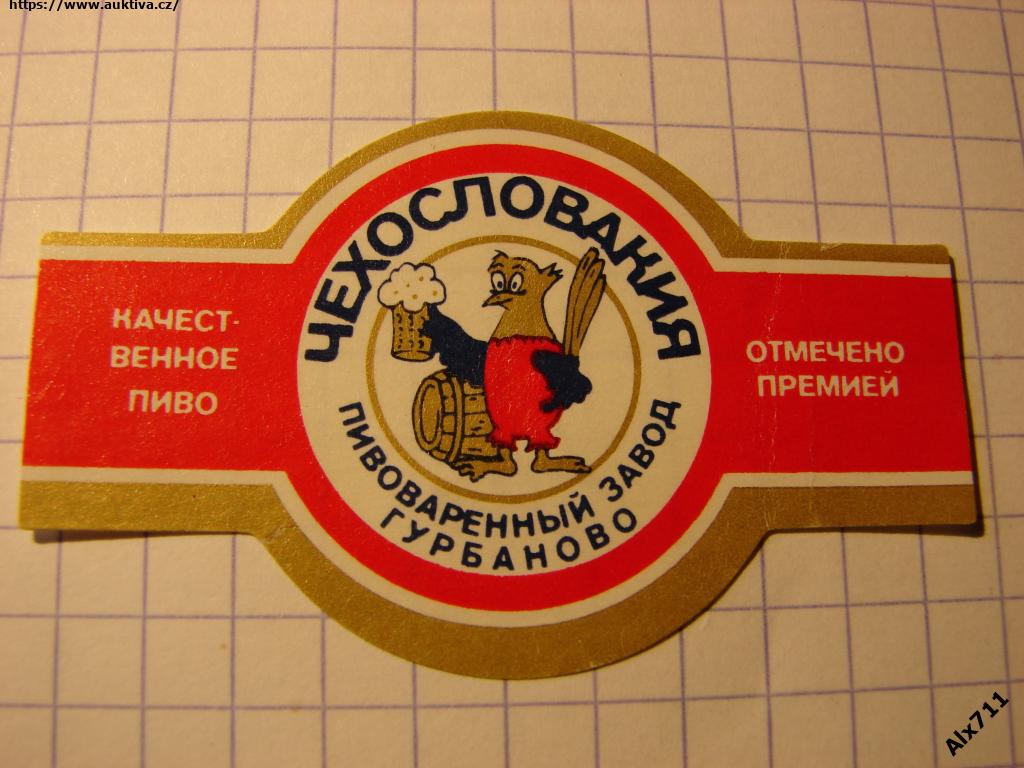 https://www.auktiva.cz/
ЧЕХОСЛОВАКИЯ
КАЧЕСТ-
ВЕННОЕ
ПИВО
ОТМЕЧЕНО
ПРЕМИЕЙ
ПИВОВАРЕННЫЙ ЗАВОД
ГУРБАНОВО
Alx711